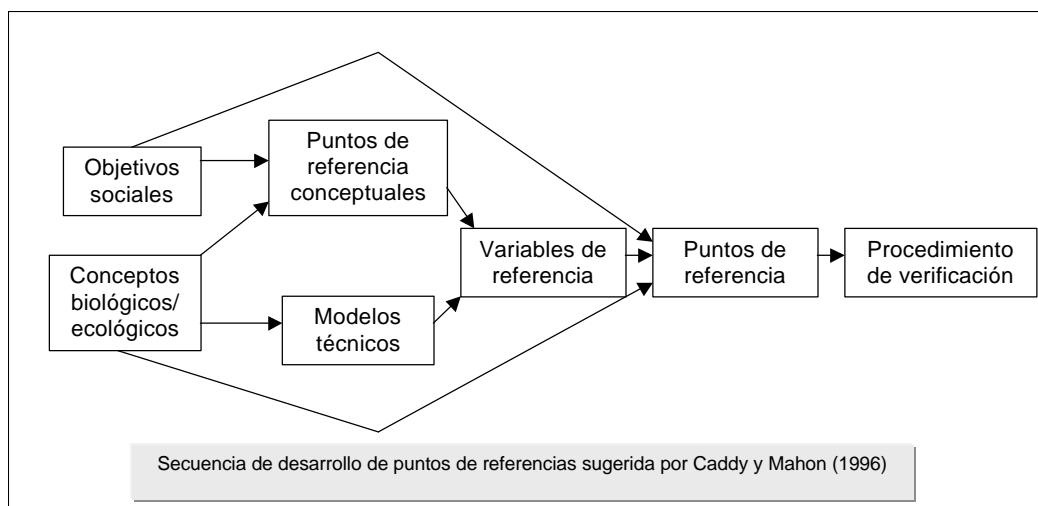 Objetivos
sociales
Puntos de
referencia
conceptuales
Conceptos
biológicos/
ecológicos
Modelos
técnicos
Variables de
referencia
Puntos de
referencia
Procedimiento
de verificación
Secuencia de desarrollo de puntos de referencias sugerida por Caddy y Mahon (1996)